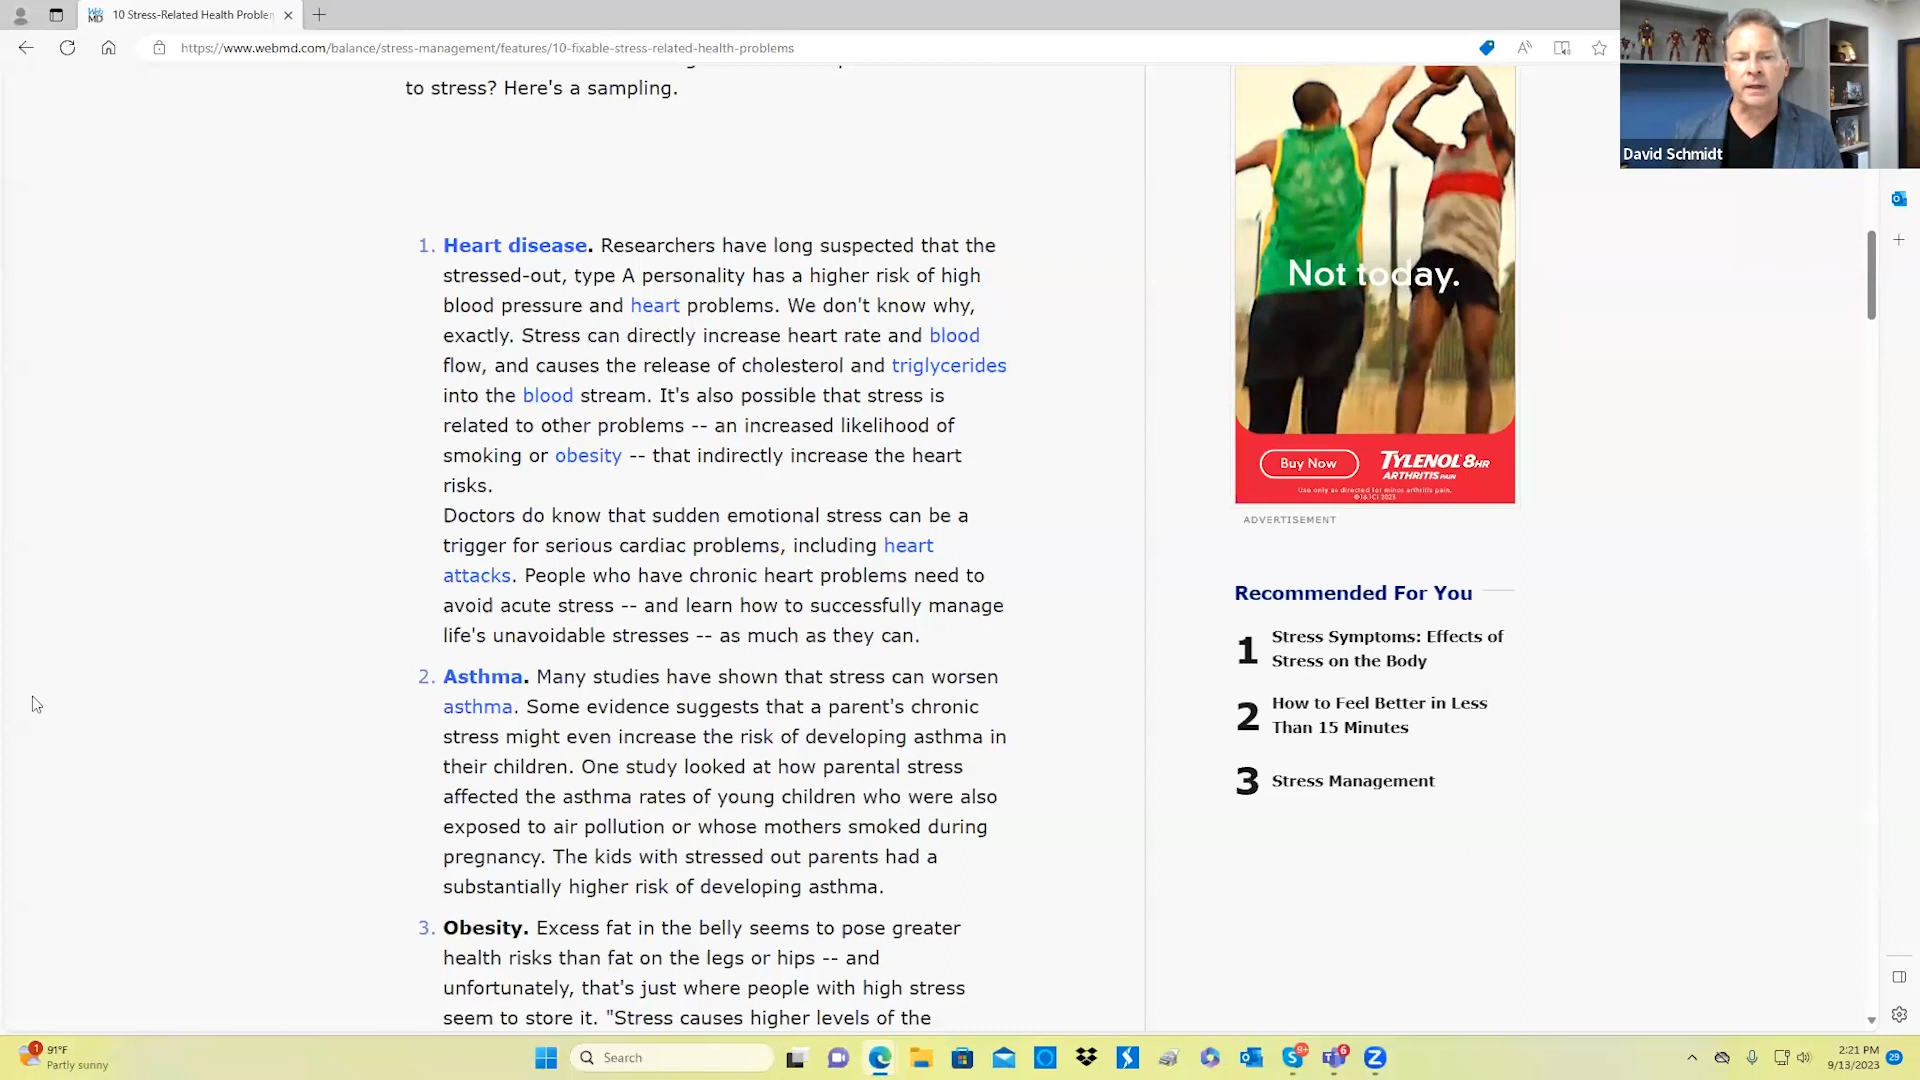 10 Stress-Related Health Proble
https://www.webmd.com/balance/stress-management/features/10-fixable-stress-related-health-problems
to stress? Here's a sampling.
1. Heart disease. Researchers have long suspected that the
stressed-out, type A personality has a higher risk of high
blood pressure and heart problems. We don't know why,
exactly. Stress can directly increase heart rate and blood
flow, and causes the release of cholesterol and triglycerides
into the blood stream. It's also possible that stress is
related to other problems -- an increased likelihood of
smoking or obesity -- that indirectly increase the heart
risks.
Doctors do know that sudden emotional stress can be a
trigger for serious cardiac problems, including heart
attacks. People who have chronic heart problems need to
avoid acute stress -- and learn how to successfully manage
life's unavoidable stresses -- as much as they can.
2. Asthma. Many studies have shown that stress can worsen
asthma. Some evidence suggests that a parent's chronic
stress might even increase the risk of developing asthma in
their children. One study looked at how parental stress
affected the asthma rates of young children who were also
exposed to air pollution or whose mothers smoked during
pregnancy. The kids with stressed out parents had a
substantially higher risk of developing asthma.
3. Obesity. Excess fat in the belly seems to pose greater
health risks than fat on the legs or hips -- and
unfortunately, that's just where people with high stress
seem to store it. "Stress causes higher levels of the
Not today.
Buy Now
TYLENOL 8HR
ARTHRITIS PAIN
Use only as directed for minor arthritis pain.
ADVERTISEMENT
Recommended For You
1 Stress Symptoms: Effects of
Stress on the Body
2 How to Feel Better in Less
Than 15 Minutes
3 Stress Management
David Schmidt
1
91°F
Partly sunny
Search
9+
6
2:21 PM
9/13/2023
29